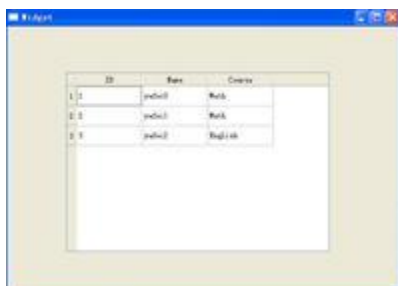 Widget
ID Name Course
1 1 Math
2 2 Math
3 3 English